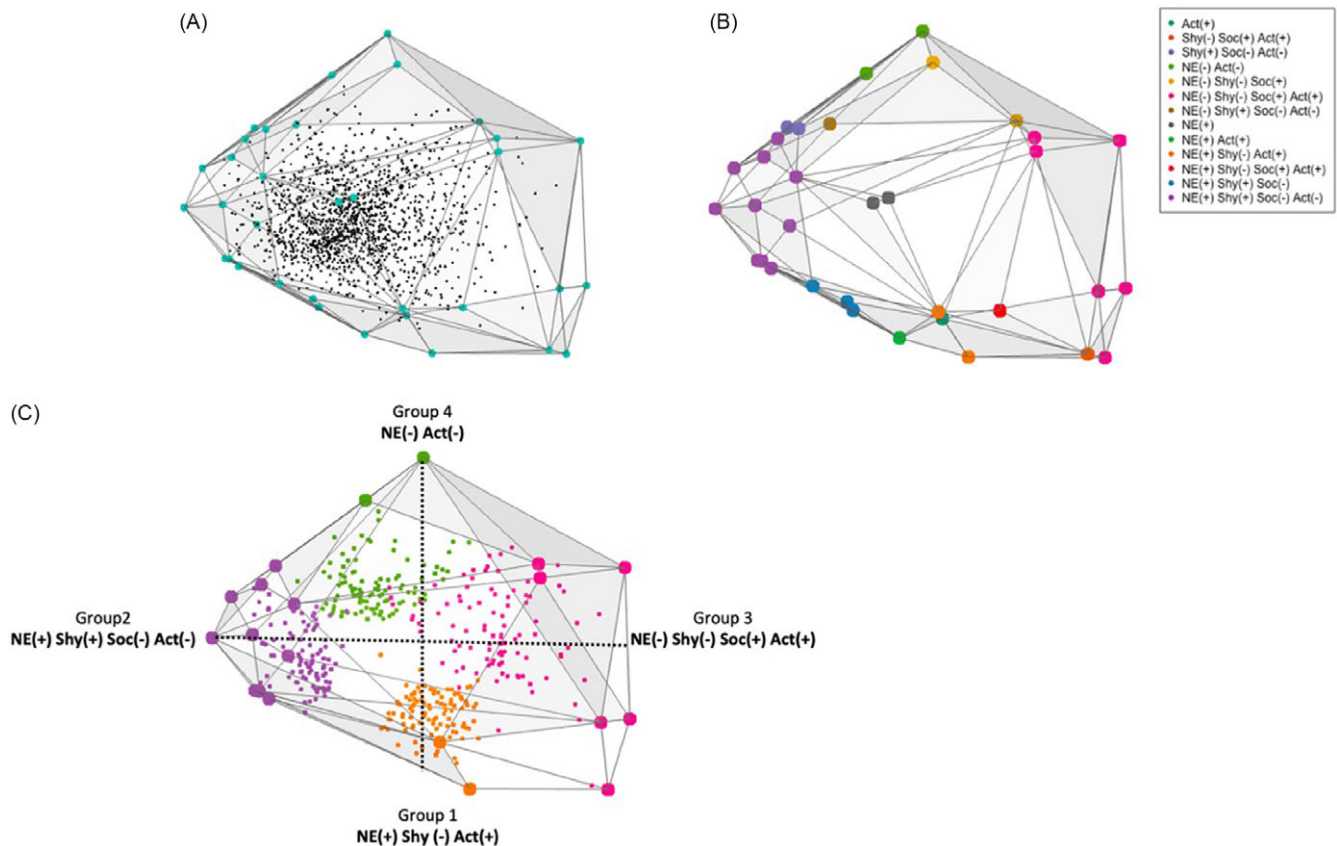 (A)
(B)
Act(+)
Shy(-) Soc(+) Act(+)
Shy(+) Soc(-) Act(-)
NE(-) Act(-)
NE(-) Shy(-) Soc(+)
NE(-) Shy(-) Soc(+) Act(+)
NE(-) Shy(+) Soc(-) Act(-)
NE(+)
NE(+) Act(+)
NE(+) Shy(-) Act(+)
NE(+) Shy(-) Soc(+) Act(+)
NE(+) Shy(+) Soc(-)
NE(+) Shy(+) Soc(-) Act(-)
(C)
Group 4
NE(-) Act(-)
Group2
NE(+) Shy(+) Soc(-) Act(-)
Group 3
NE(-) Shy(-) Soc(+) Act(+)
Group 1
NE(+) Shy (-) Act(+)